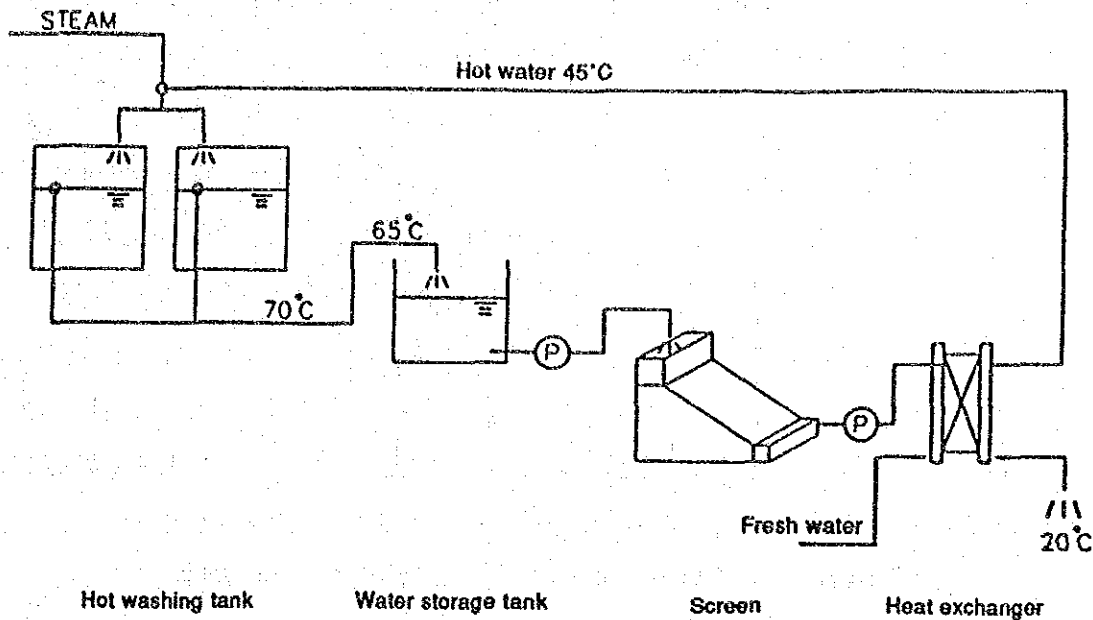 STEAM
Hot water 45°C
65°C
70°C
P
P
Fresh water
20°C
Hot washing tank
Water storage tank
Screen
Heat exchanger